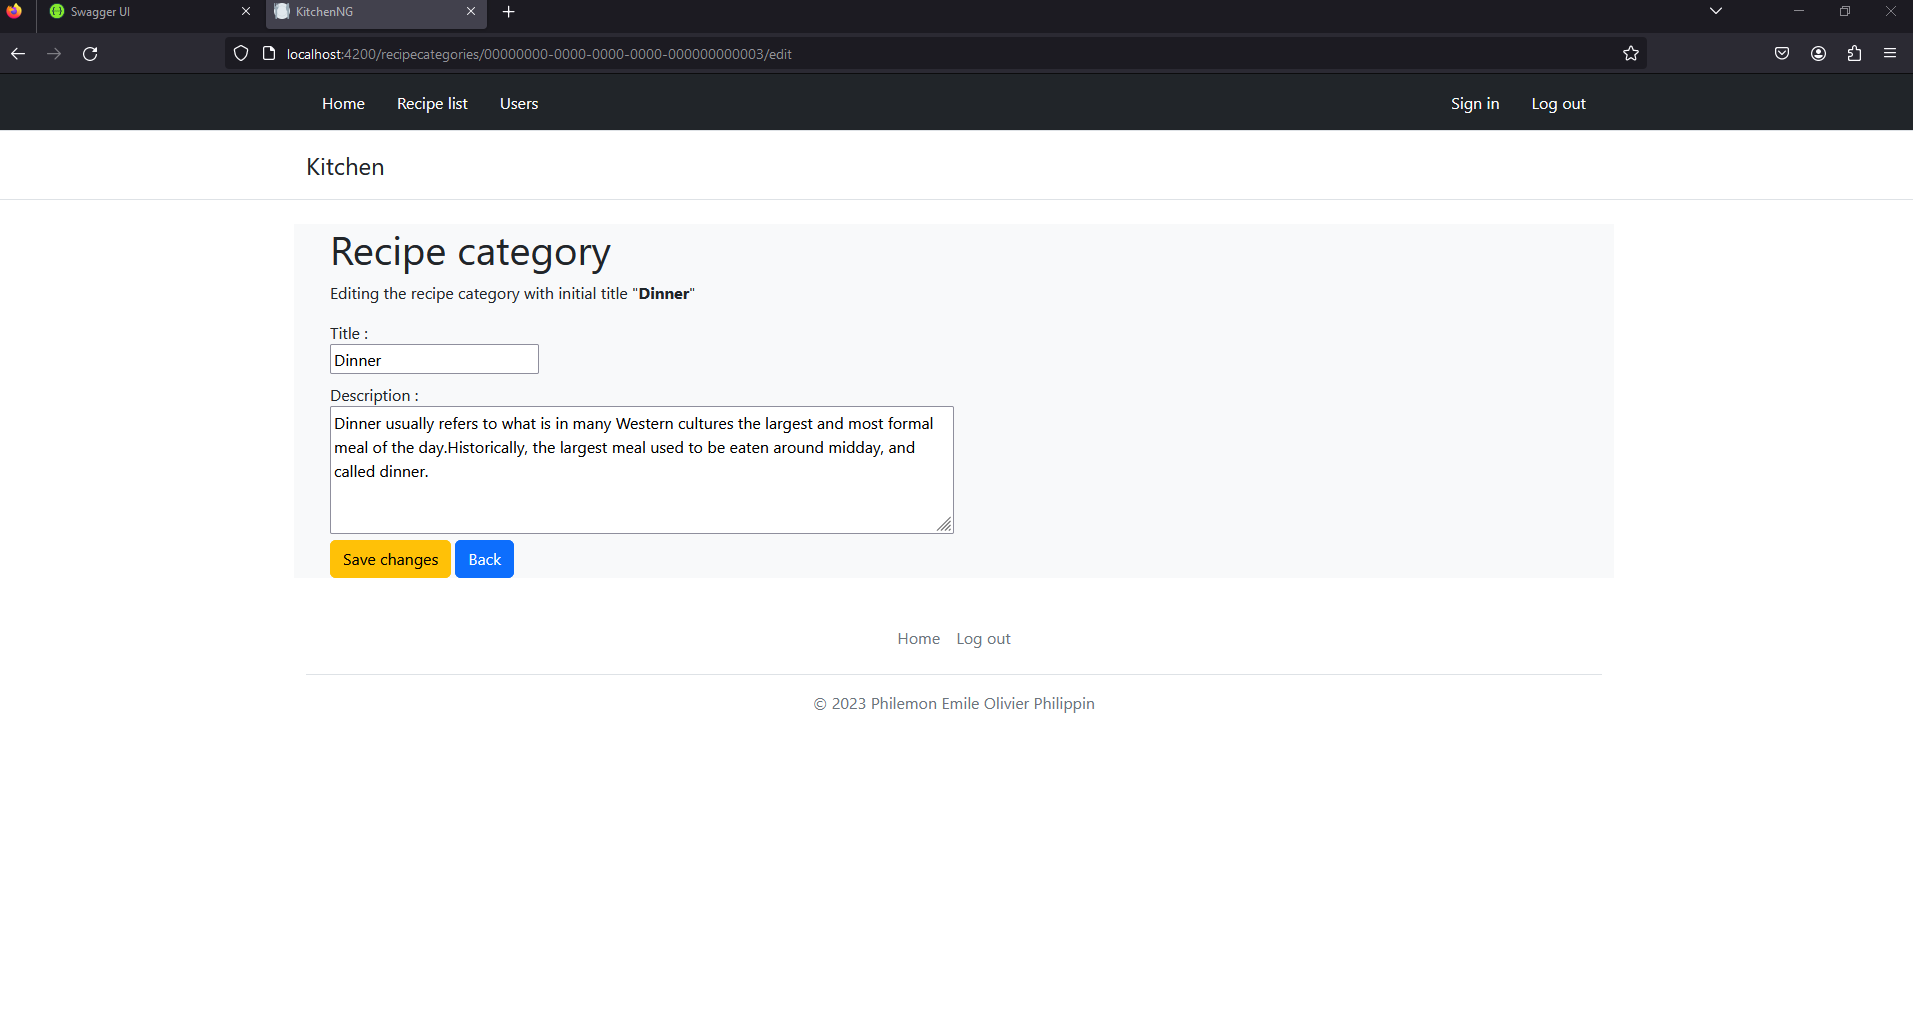 Swagger UI
KitchenNG
localhost:4200/recipecategories/00000000-0000-0000-0000-000000000003/edit
Home Recipe list Users Sign in Log out
Kitchen
Recipe category
Editing the recipe category with initial title "Dinner"
Title :
Dinner
Description :
Dinner usually refers to what is in many Western cultures the largest and most formal
meal of the day.Historically, the largest meal used to be eaten around midday, and
called dinner.
Save changes Back
Home Log out
© 2023 Philemon Emile Olivier Philippin